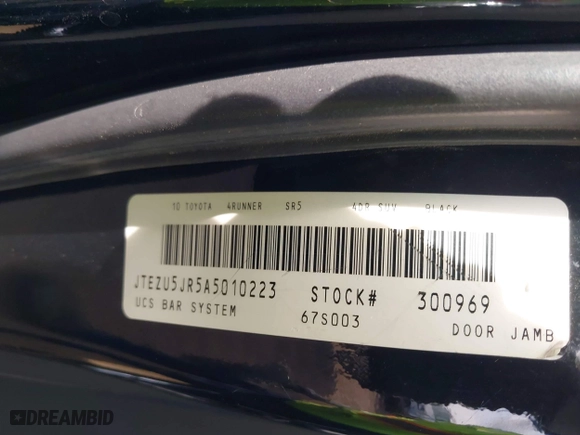 10 TOYOTA 4RUNNER SR5 4DR SUV BLACK
JTEZU5JR5A5010223 STOCK# 300969
UCS BAR SYSTEM 67S003 DOOR JAMB
DREAMBID